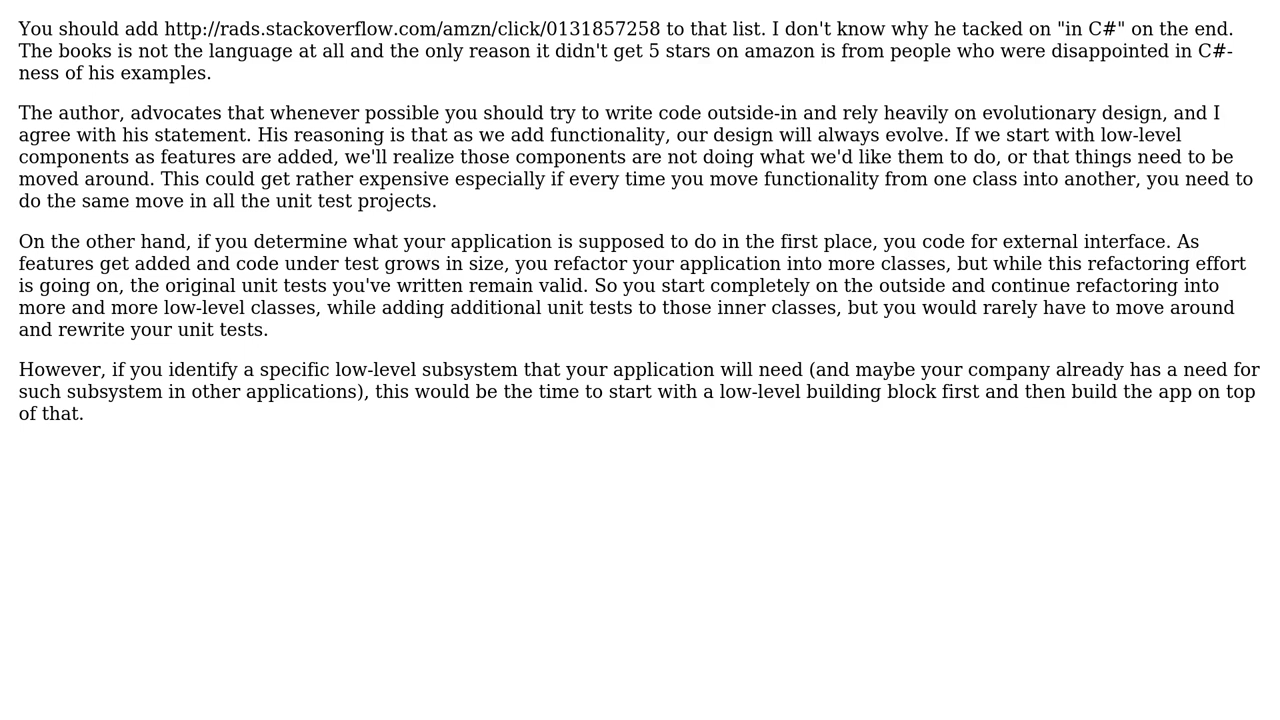 You should add http://rads.stackoverflow.com/amzn/click/0131857258 to that list. I don't know why he tacked on "in C#" on the end.
The books is not the language at all and the only reason it didn't get 5 stars on amazon is from people who were disappointed in C#-
ness of his examples.
The author, advocates that whenever possible you should try to write code outside-in and rely heavily on evolutionary design, and I
agree with his statement. His reasoning is that as we add functionality, our design will always evolve. If we start with low-level
components as features are added, we'll realize those components are not doing what we'd like them to do, or that things need to be
moved around. This could get rather expensive especially if every time you move functionality from one class into another, you need to
do the same move in all the unit test projects.
On the other hand, if you determine what your application is supposed to do in the first place, you code for external interface. As
features get added and code under test grows in size, you refactor your application into more classes, but while this refactoring effort
is going on, the original unit tests you've written remain valid. So you start completely on the outside and continue refactoring into
more and more low-level classes, while adding additional unit tests to those inner classes, but you would rarely have to move around
and rewrite your unit tests.
However, if you identify a specific low-level subsystem that your application will need (and maybe your company already has a need for
such subsystem in other applications), this would be the time to start with a low-level building block first and then build the app on top
of that.